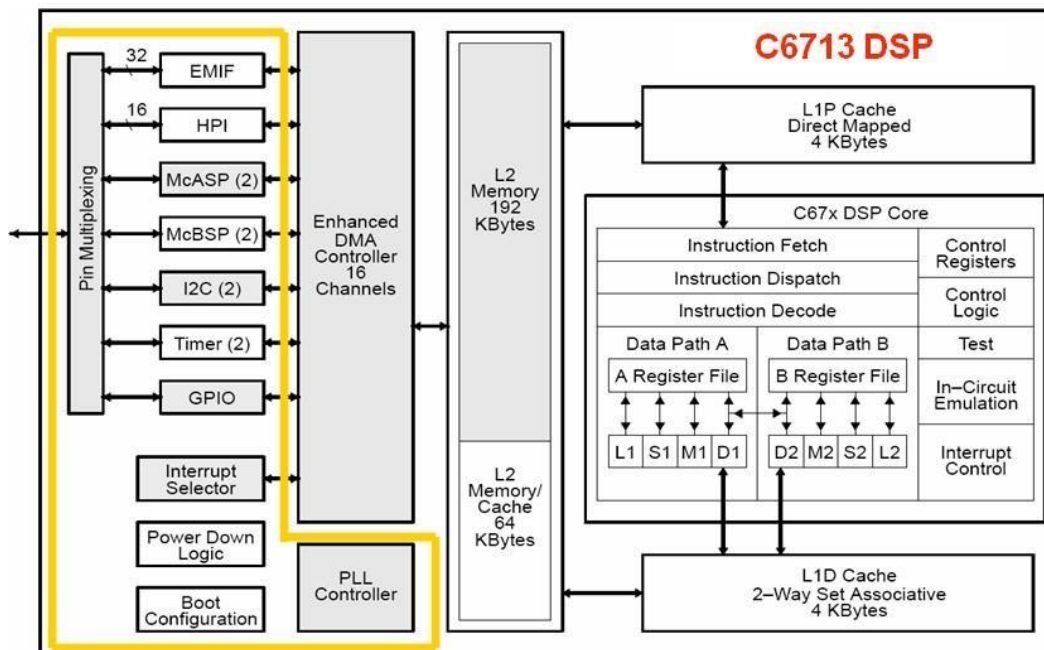 C6713 DSP
32
EMIF
16
HPI
McASP (2)
McBSP (2)
I2C (2)
Timer (2)
GPIO
Pin Multiplexing
Interrupt
Selector
Power Down
Logic
Boot
Configuration
Enhanced
DMA
Controller
16
Channels
PLL
Controller
L2
Memory
192
KBytes
L2
Memory/
Cache
64
KBytes
L1P Cache
Direct Mapped
4 KBytes
C67x DSP Core
Instruction Fetch
Instruction Dispatch
Instruction Decode
Control
Registers
Control
Logic
Test
In–Circuit
Emulation
Interrupt
Control
Data Path A
A Register File
L1 S1 M1 D1
Data Path B
B Register File
D2 M2 S2 L2
L1D Cache
2–Way Set Associative
4 KBytes